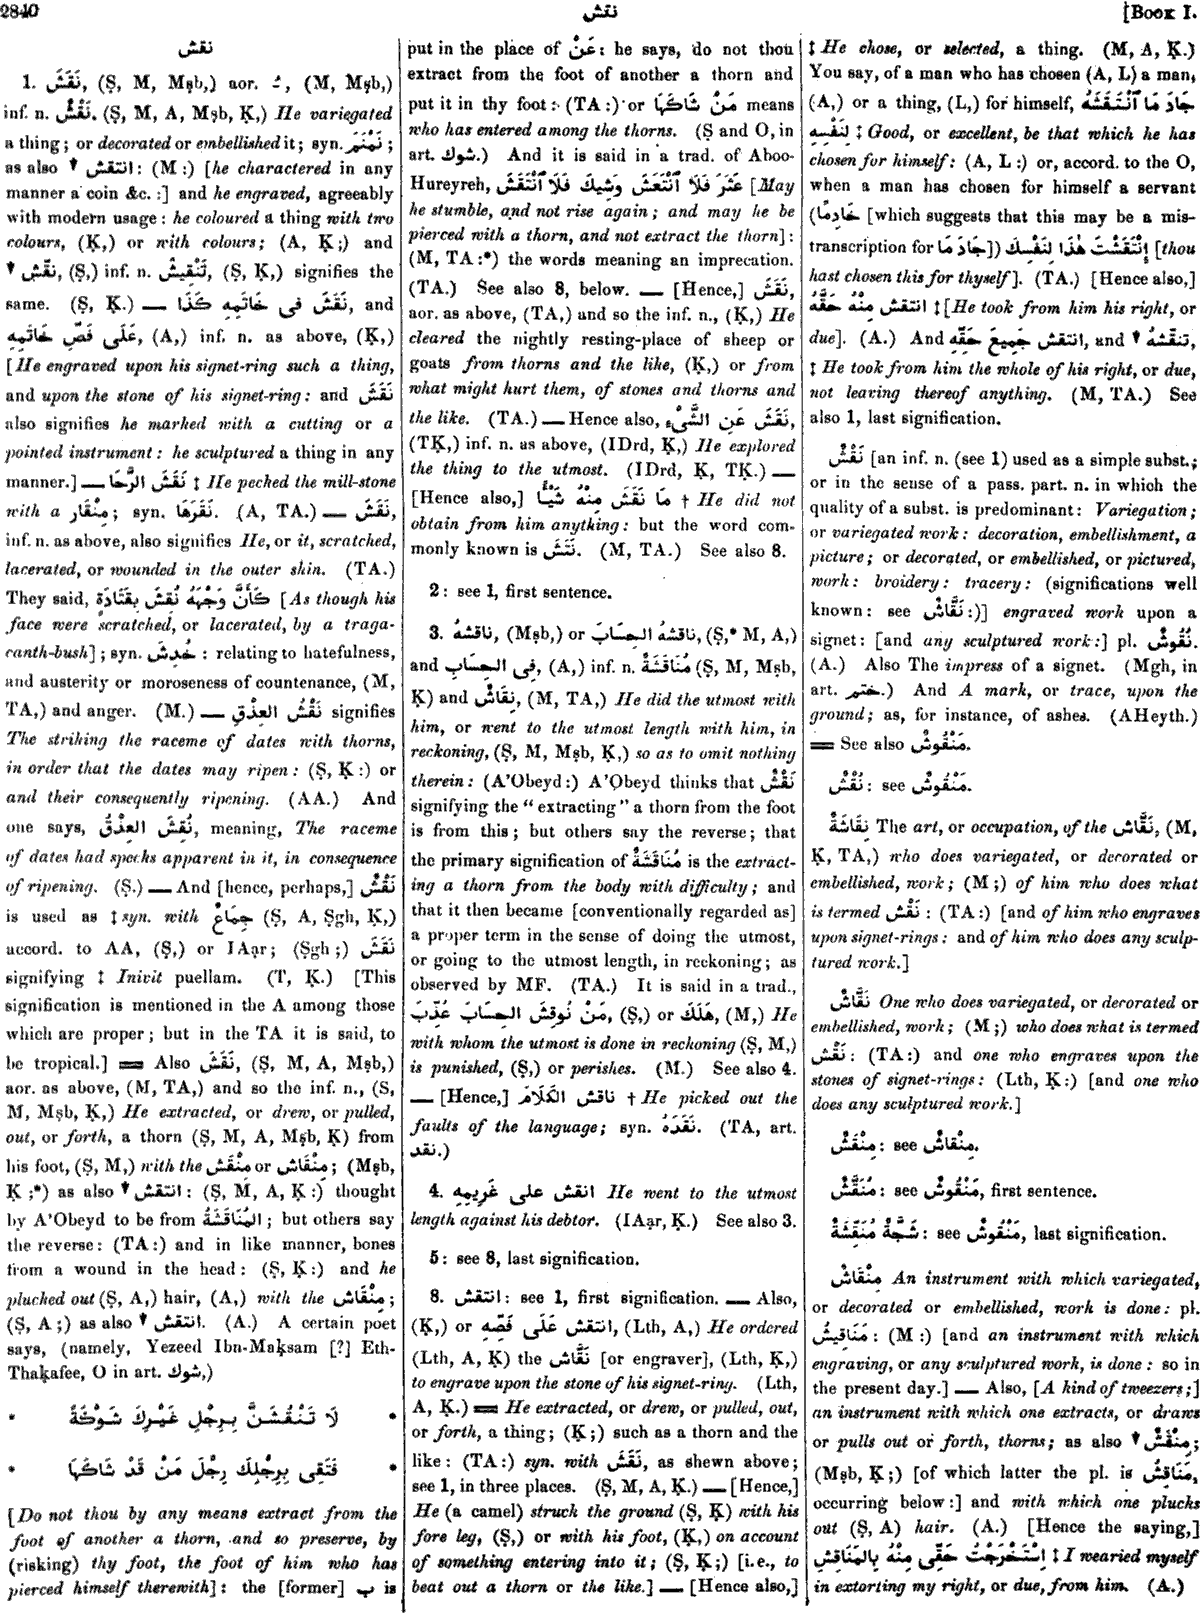 2840
نقش
[Book I.
نقش
1. نَقَشَ, (Ṣ, M, Mṣb,) aor. ـُ, (M, Mṣb,)
inf. n. نَقْشٌ. (Ṣ, M, A, Mṣb, Ḳ,) He variegated
a thing; or decorated or embellished it; syn. نَمْنَمَ;
as also ▼ انتقش: (M:) [he charactered in any
manner a coin &c.:] and he engraved, agreeably
with modern usage: he coloured a thing with two
colours, (Ḳ,) or with colours; (A, Ḳ;) and
▼ نقّش, (Ṣ,) inf. n. تَنْقِيشٌ, (Ṣ, Ḳ,) signifies the
same. (Ṣ, Ḳ.) — نَقَشَ فِى خَاتَمِهِ كَذَا, and
عَلَى فَصِّ خَاتَمِهِ, (A,) inf. n. as above, (Ḳ,)
[He engraved upon his signet-ring such a thing,
and upon the stone of his signet-ring: and نَقَشَ
also signifies he marked with a cutting or a
pointed instrument: he sculptured a thing in any
manner.] — نَقَشَ الرَّحَا ‡ He pecked the mill-stone
with a مِنْقَار; syn. نَقَرَهَا. (A, TA.) — نَقَشَ,
inf. n. as above, also signifies He, or it, scratched,
lacerated, or wounded in the outer skin. (TA.)
They said, كَأَنَّ وَجْهَهُ نُقِشَ بِقَتَادَةٍ [As though his
face were scratched, or lacerated, by a traga-
canth-bush]; syn. خُدِشَ: relating to hatefulness,
and austerity or moroseness of countenance, (M,
TA,) and anger. (M.) — نَقْشُ العِذْقِ signifies
The striking the raceme of dates with thorns,
in order that the dates may ripen: (Ṣ, Ḳ:) or
and their consequently ripening. (AA.) And
one says, نُقِشَ العِذْقُ, meaning, The raceme
of dates had specks apparent in it, in consequence
of ripening. (Ṣ.) — And [hence, perhaps,] نَقْشٌ
is used as ‡ syn. with جِمَاعٌ (Ṣ, A, Ṣgh, Ḳ,)
accord. to AA, (Ṣ,) or IAạr; (Ṣgh;) نَقَشَ
signifying ‡ Inivit puellam. (T, Ḳ.) [This
signification is mentioned in the A among those
which are proper; but in the TA it is said, to
be tropical.] = Also نَقَشَ, (Ṣ, M, A, Mṣb,)
aor. as above, (M, TA,) and so the inf. n., (S,
M, Mṣb, Ḳ,) He extracted, or drew, or pulled,
out, or forth, a thorn (Ṣ, M, A, Mṣb, Ḳ) from
his foot, (Ṣ, M,) with the مِنْقَش or مِنْقَاش; (Mṣb,
Ḳ;*) as also ▼ انتقش: (Ṣ, M, A, Ḳ:) thought
by A'Obeyd to be from المُنَاقَشَةُ; but others say
the reverse: (TA:) and in like manner, bones
from a wound in the head: (Ṣ, Ḳ:) and he
plucked out (Ṣ, A,) hair, (A,) with the مِنْقَاش;
(Ṣ, A;) as also ▼ انتقش. (A.) A certain poet
says, (namely, Yezeed Ibn-Maḳsam [?] Eth-
Thaḳafee, O in art. شوك,)
* لَا تَنْقُشَنَّ بِرِجْلِ غَيْرِكَ شَوْكَةً *
* فَتَقِى بِرِجْلِكَ رِجْلَ مَنْ قَدْ شَاكَهَا *
[Do not thou by any means extract from the
foot of another a thorn, and so preserve, by
(risking) thy foot, the foot of him who has
pierced himself therewith]: the [former] ب is
put in the place of عَنْ: he says, do not thou
extract from the foot of another a thorn and
put it in thy foot: (TA:) or مَنْ شَاكَهَا means
who has entered among the thorns. (Ṣ and O, in
art. شوك.) And it is said in a trad. of Aboo-
Hureyreh, عَثَرَ فَلَا ٱنْتَعَشَ وَشِيكَ فَلَا ٱنْتَقَشَ [May
he stumble, and not rise again; and may he be
pierced with a thorn, and not extract the thorn]:
(M, TA:*) the words meaning an imprecation.
(TA.) See also 8, below. — [Hence,] نَقَشَ,
aor. as above, (TA,) and so the inf. n., (Ḳ,) He
cleared the nightly resting-place of sheep or
goats from thorns and the like, (Ḳ,) or from
what might hurt them, of stones and thorns and
the like. (TA.) — Hence also, نَقَشَ عَنِ الشَّىْءِ,
(TḲ,) inf. n. as above, (IDrd, Ḳ,) He explored
the thing to the utmost. (IDrd, Ḳ, TḲ.) —
[Hence also,] مَا نَقَشَ مِنْهُ شَيْأً † He did not
obtain from him anything: but the word com-
monly known is نَتَشَ. (M, TA.) See also 8.
2: see 1, first sentence.
3. ناقشهُ, (Mṣb,) or ناقشهُ الحِسَابَ, (Ṣ,* M, A,)
and فِى الحِسَابِ, (A,) inf. n. مُنَاقَشَةٌ (Ṣ, M, Mṣb,
Ḳ) and نِقَاشٌ, (M, TA,) He did the utmost with
him, or went to the utmost length with him, in
reckoning, (Ṣ, M, Mṣb, Ḳ,) so as to omit nothing
therein: (A'Obeyd:) A'Obeyd thinks that نَقْشٌ
signifying the "extracting" a thorn from the foot
is from this; but others say the reverse; that
the primary signification of مُنَاقَشَةٌ is the extract-
ing a thorn from the body with difficulty; and
that it then became [conventionally regarded as]
a proper term in the sense of doing the utmost,
or going to the utmost length, in reckoning; as
observed by MF. (TA.) It is said in a trad.,
مَنْ نُوقِشَ الحِسَابَ عُذِّبَ, (Ṣ,) or هَلَكَ, (M,) He
with whom the utmost is done in reckoning (Ṣ, M,)
is punished, (Ṣ,) or perishes. (M.) See also 4.
— [Hence,] ناقش الكَلَامَ † He picked out the
faults of the language; syn. نَقَدَهُ. (TA, art.
نقد.)
4. انقش على غَرِيمِهِ He went to the utmost
length against his debtor. (IAạr, Ḳ.) See also 3.
5: see 8, last signification.
8. انتقش: see 1, first signification. — Also,
(Ḳ,) or انتقش عَلَى فَصِّهِ, (Lth, A,) He ordered
(Lth, A, Ḳ) the نَقَّاش [or engraver], (Lth, Ḳ,)
to engrave upon the stone of his signet-ring. (Lth,
A, Ḳ.) = He extracted, or drew, or pulled, out,
or forth, a thing; (Ḳ;) such as a thorn and the
like: (TA:) syn. with نَقَشَ, as shewn above;
see 1, in three places. (Ṣ, M, A, Ḳ.) — [Hence,]
He (a camel) struck the ground (Ṣ, Ḳ) with his
fore leg, (Ṣ,) or with his foot, (Ḳ,) on account
of something entering into it; (Ṣ, Ḳ;) [i.e., to
beat out a thorn or the like.] — [Hence also,]
‡ He chose, or selected, a thing. (M, A, Ḳ.)
You say, of a man who has chosen (A, L) a man,
(A,) or a thing, (L,) for himself, جَادَ مَا ٱنْتَقَشَهُ
لِنَفْسِهِ ‡ Good, or excellent, be that which he has
chosen for himself: (A, L:) or, accord. to the O,
when a man has chosen for himself a servant
(خَادِمًا [which suggests that this may be a mis-
transcription for جَادَ مَا]) إِنْتَقَشْتَ هٰذَا لِنَفْسِكَ [thou
hast chosen this for thyself]. (TA.) [Hence also,]
انتقش مِنْهُ حَقَّهُ ‡ [He took from him his right, or
due]. (A.) And انتقش جَمِيعَ حَقِّهِ, and ▼ تنقّشهُ,
‡ He took from him the whole of his right, or due,
not leaving thereof anything. (M, TA.) See
also 1, last signification.
نَقْشٌ [an inf. n. (see 1) used as a simple subst.;
or in the sense of a pass. part. n. in which the
quality of a subst. is predominant: Variegation;
or variegated work: decoration, embellishment, a
picture; or decorated, or embellished, or pictured,
work: broidery: tracery: (significations well
known: see نَقَّاشٌ:)] engraved work upon a
signet: [and any sculptured work:] pl. نُقُوشٌ.
(A.) Also The impress of a signet. (Mgh, in
art. ختم.) And A mark, or trace, upon the
ground; as, for instance, of ashes. (AHeyth.)
= See also مَنْقُوشٌ.
نُقْشٌ: see مَنْقُوشٌ.
نِقَاشَةٌ The art, or occupation, of the نَقَّاش, (M,
Ḳ, TA,) who does variegated, or decorated or
embellished, work; (M;) of him who does what
is termed نَقْش: (TA:) [and of him who engraves
upon signet-rings: and of him who does any sculp-
tured work.]
نَقَّاشٌ One who does variegated, or decorated or
embellished, work; (M;) who does what is termed
نَقْش: (TA:) and one who engraves upon the
stones of signet-rings: (Lth, Ḳ:) [and one who
does any sculptured work.]
مِنْقَشٌ: see مِنْقَاشٌ.
مُنَقَّشٌ: see مَنْقُوشٌ, first sentence.
شَجَّةٌ مُنَقِّشَةٌ: see مَنْقُوشٌ, last signification.
مِنْقَاشٌ An instrument with which variegated,
or decorated or embellished, work is done: pl.
مَنَاقِيشُ: (M:) [and an instrument with which
engraving, or any sculptured work, is done: so in
the present day.] — Also, [A kind of tweezers;]
an instrument with which one extracts, or draws
or pulls out or forth, thorns; as also ▼ مِنْقَشٌ;
(Mṣb, Ḳ;) [of which latter the pl. is مَنَاقِشُ,
occurring below:] and with which one plucks
out (Ṣ, A) hair. (A.) [Hence the saying,]
اِسْتَخْرَجْتُ حَقِّى مِنْهُ بِالمَنَاقِشِ ‡ I wearied myself
in extorting my right, or due, from him. (A.)